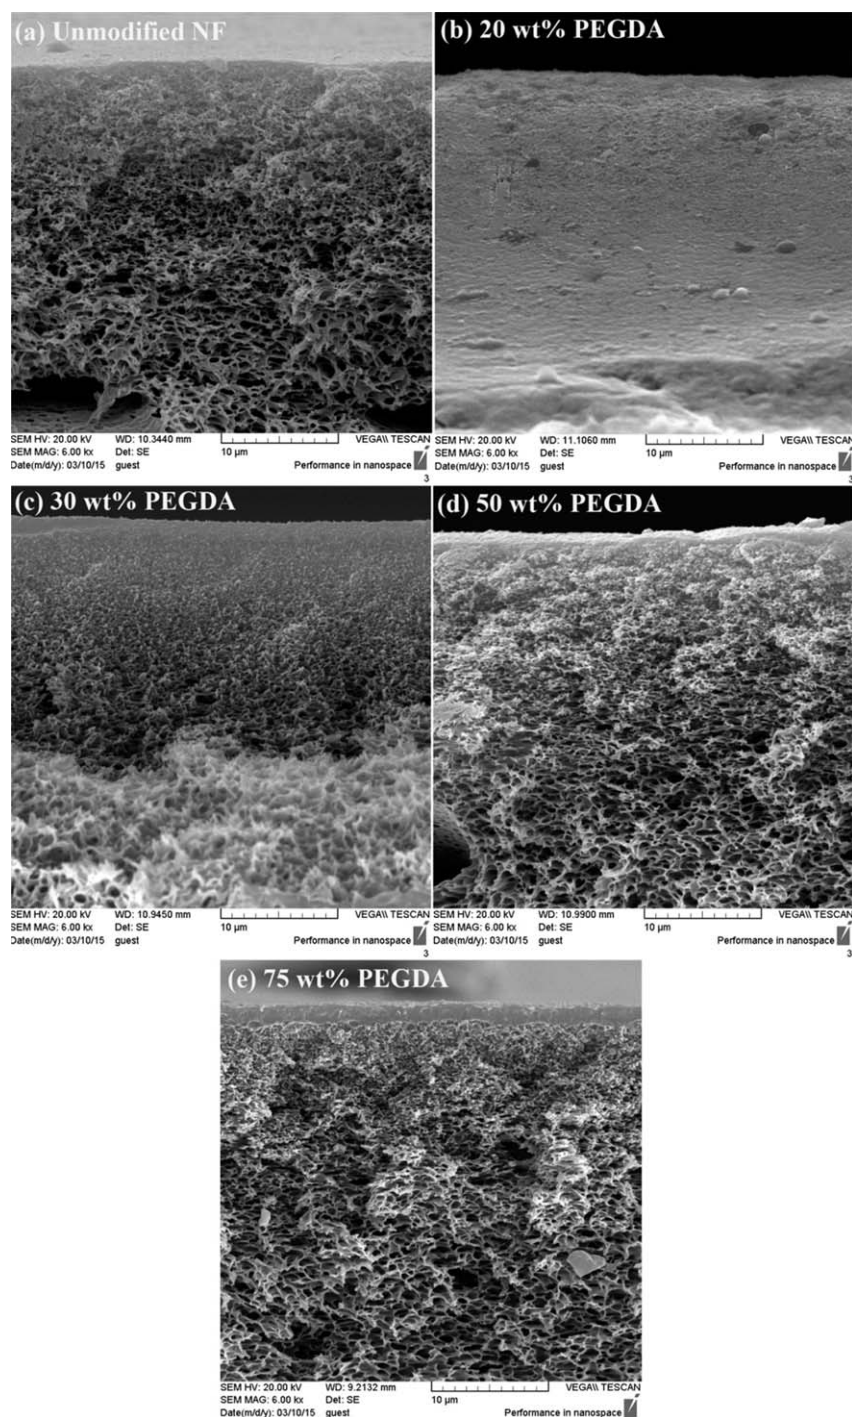 (a) Unmodified NF
SEM HV: 20.00 kV WD: 10.3440 mm VEGA\\ TESCAN
SEM MAG: 6.00 kx Det: SE 10 µm
Date(m/d/y): 03/10/15 guest Performance in nanospace
3
(b) 20 wt% PEGDA
SEM HV: 20.00 kV WD: 11.1060 mm VEGA\\ TESCAN
SEM MAG: 6.00 kx Det: SE 10 µm
Date(m/d/y): 03/10/15 guest Performance in nanospace
3
(c) 30 wt% PEGDA
SEM HV: 20.00 kV WD: 10.9450 mm VEGA\\ TESCAN
SEM MAG: 6.00 kx Det: SE 10 µm
Date(m/d/y): 03/10/15 guest Performance in nanospace
3
(d) 50 wt% PEGDA
SEM HV: 20.00 kV WD: 10.9900 mm VEGA\\ TESCAN
SEM MAG: 6.00 kx Det: SE 10 µm
Date(m/d/y): 03/10/15 guest Performance in nanospace
3
(e) 75 wt% PEGDA
SEM HV: 20.00 kV WD: 9.2132 mm VEGA\\ TESCAN
SEM MAG: 6.00 kx Det: SE 10 µm
Date(m/d/y): 03/10/15 guest Performance in nanospace